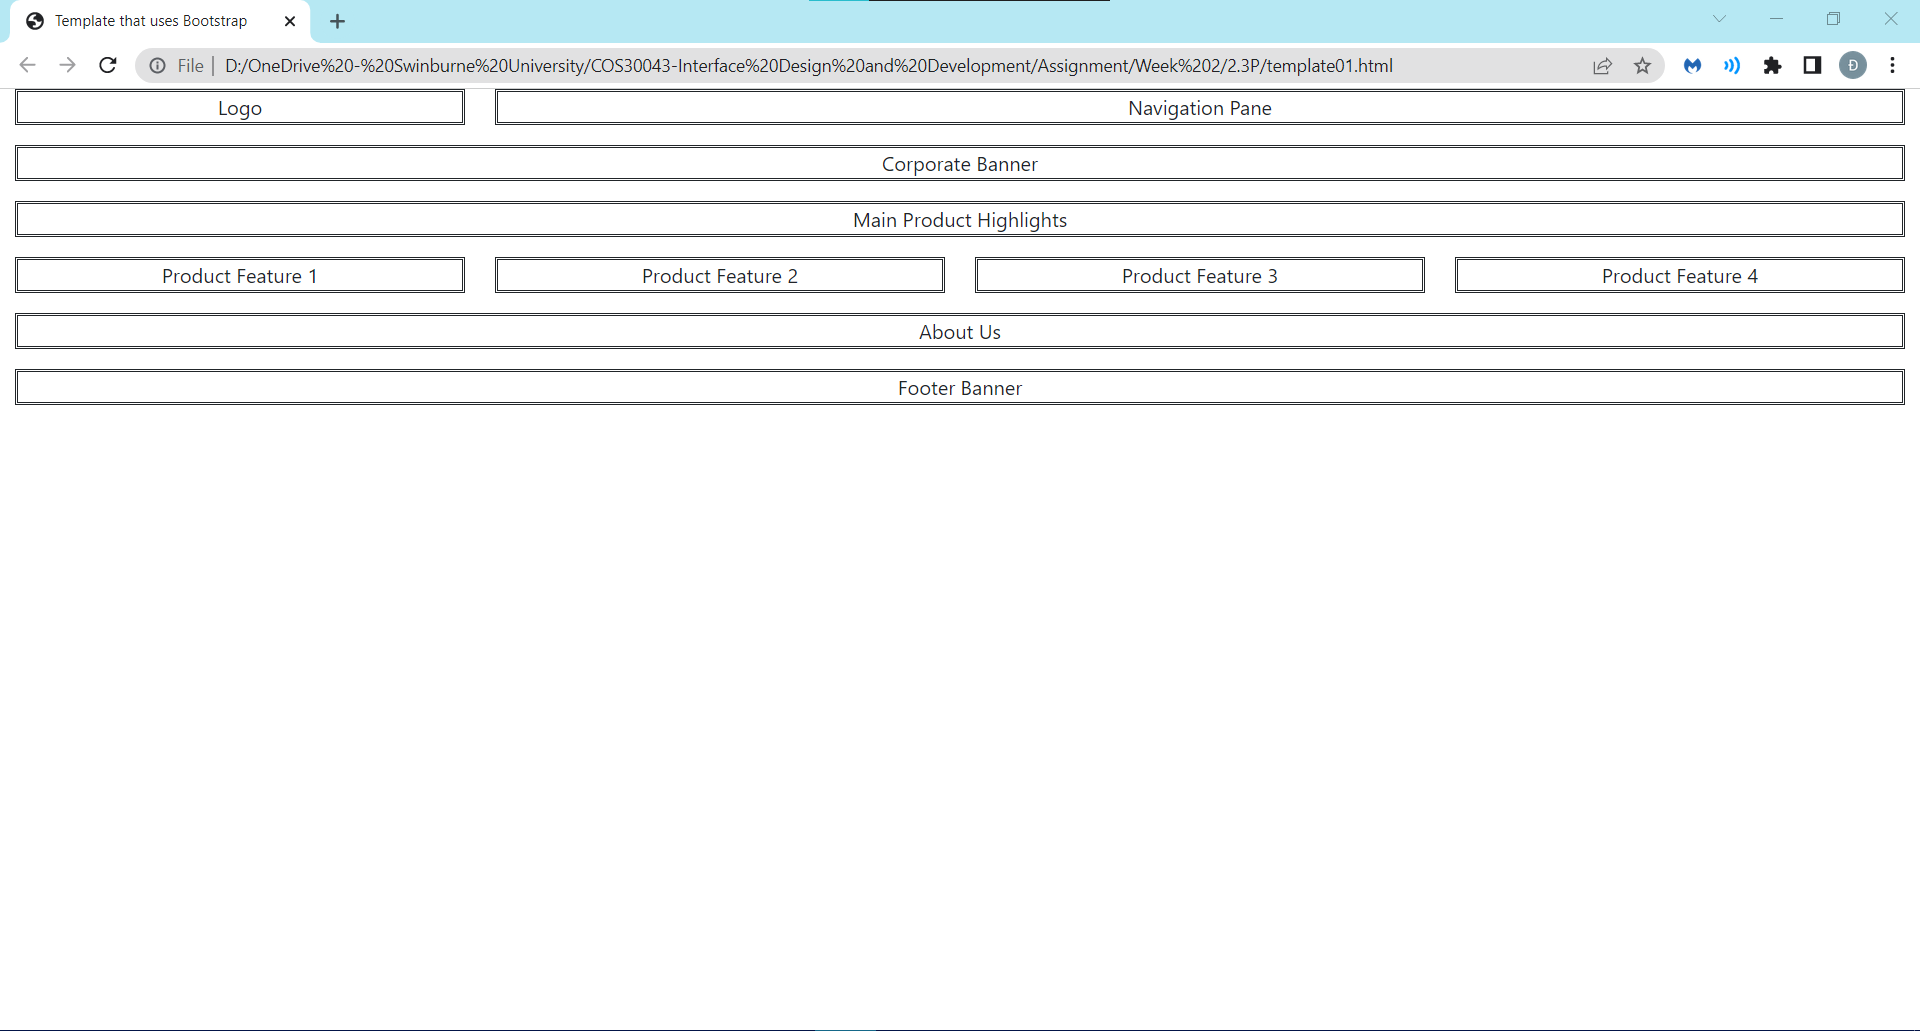 Template that uses Bootstrap
File | D:/OneDrive%20-%20Swinburne%20University/COS30043-Interface%20Design%20and%20Development/Assignment/Week%202/2.3P/template01.html
Đ
Logo Navigation Pane
Corporate Banner
Main Product Highlights
Product Feature 1 Product Feature 2 Product Feature 3 Product Feature 4
About Us
Footer Banner